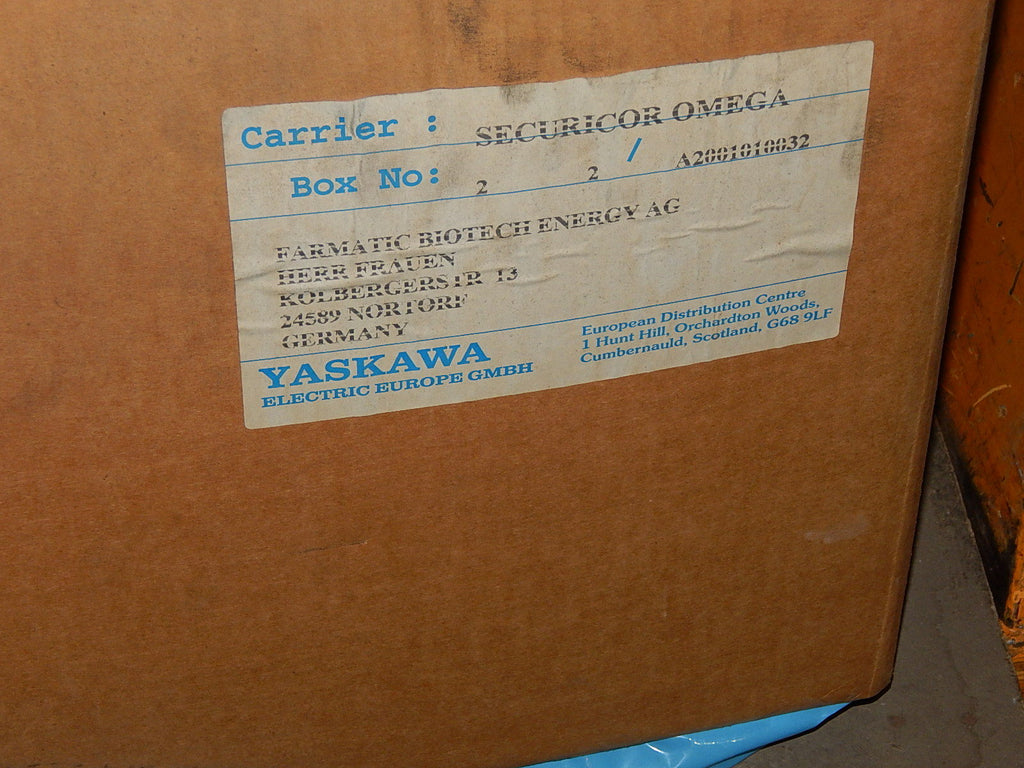 Carrier : SECURICOR OMEGA
Box No: 2 2 / A2001010032
FARMATIC BIOTECH ENERGY AG
HERR FRAUEN
KOLBERGERSTR 13
24589 NORTORF
GERMANY
YASKAWA
ELECTRIC EUROPE GMBH
European Distribution Centre
1 Hunt Hill, Orchardton Woods,
Cumbernauld, Scotland, G68 9LF